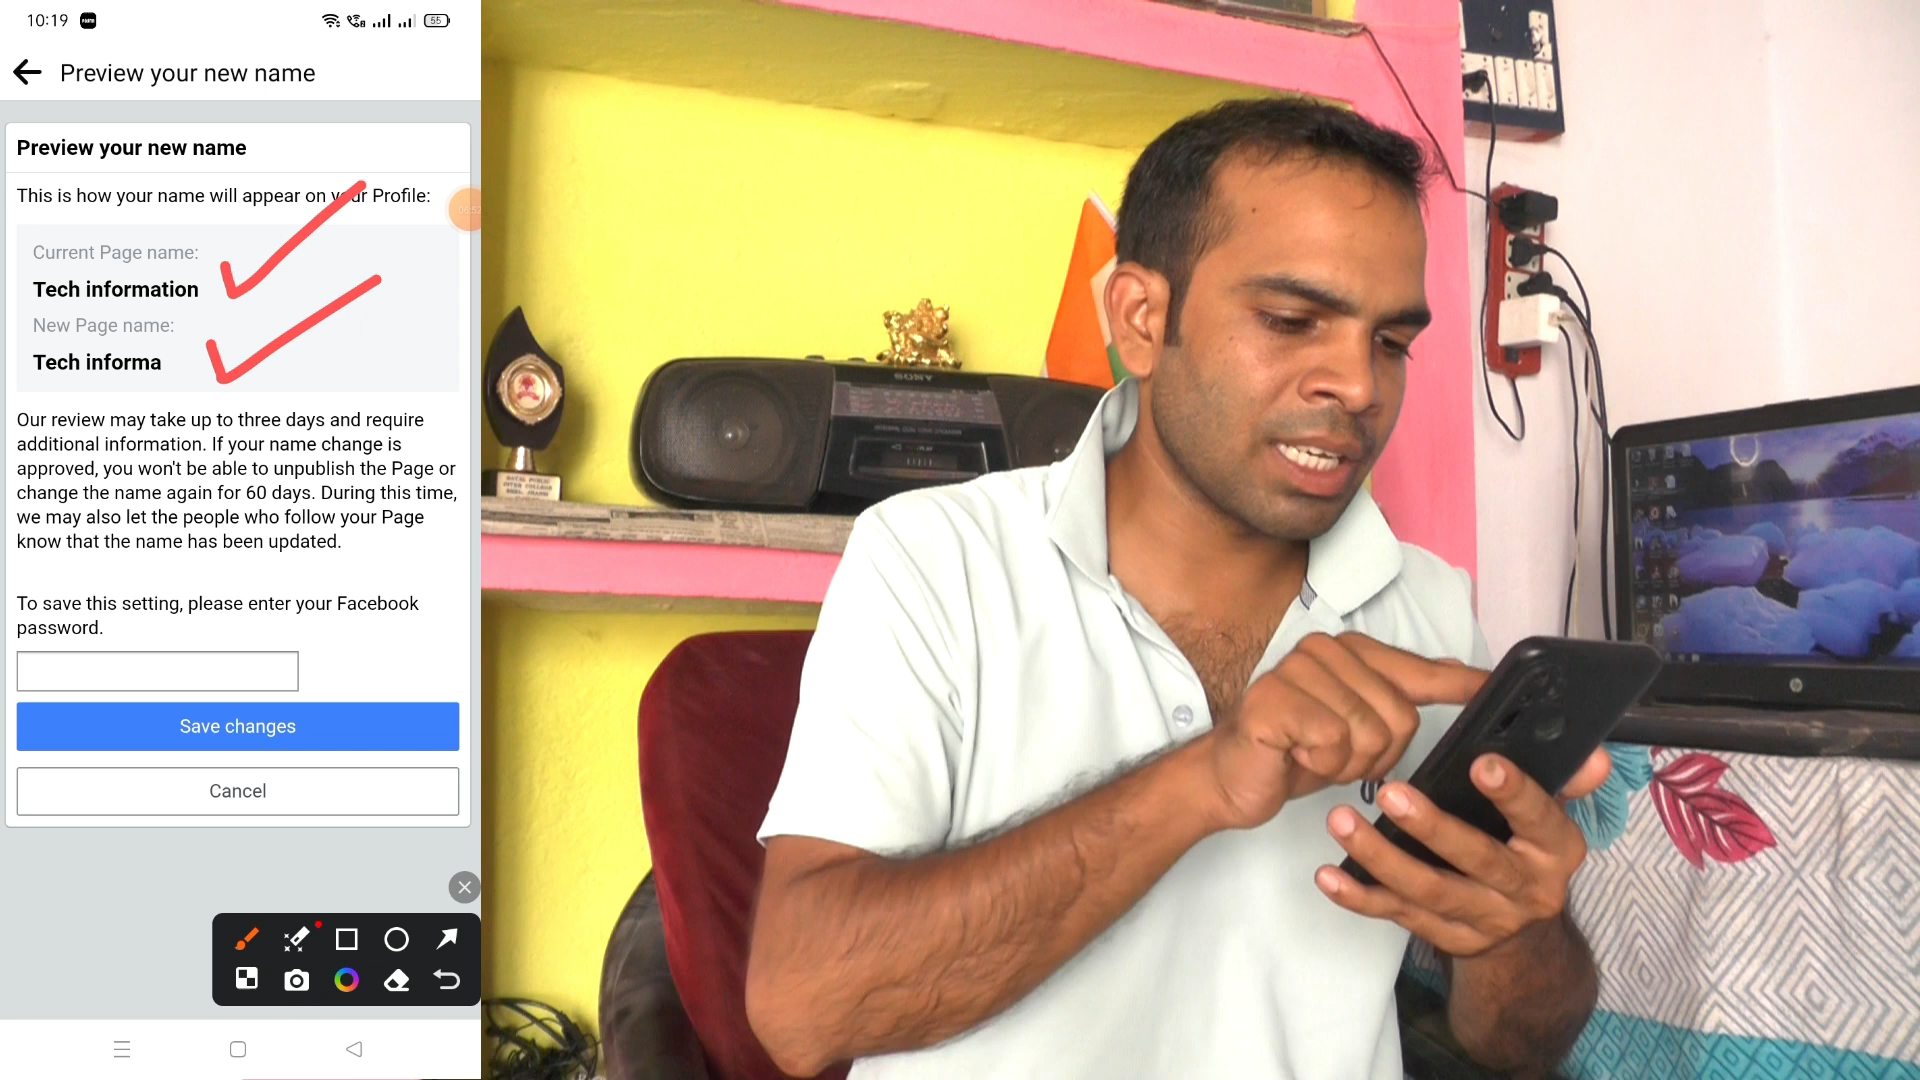 10:19
55
Preview your new name
Preview your new name
This is how your name will appear on your Profile:
Current Page name:
Tech information
New Page name:
Tech informa
Our review may take up to three days and require
additional information. If your name change is
approved, you won't be able to unpublish the Page or
change the name again for 60 days. During this time,
we may also let the people who follow your Page
know that the name has been updated.
To save this setting, please enter your Facebook
password.
Save changes
Cancel
SONY